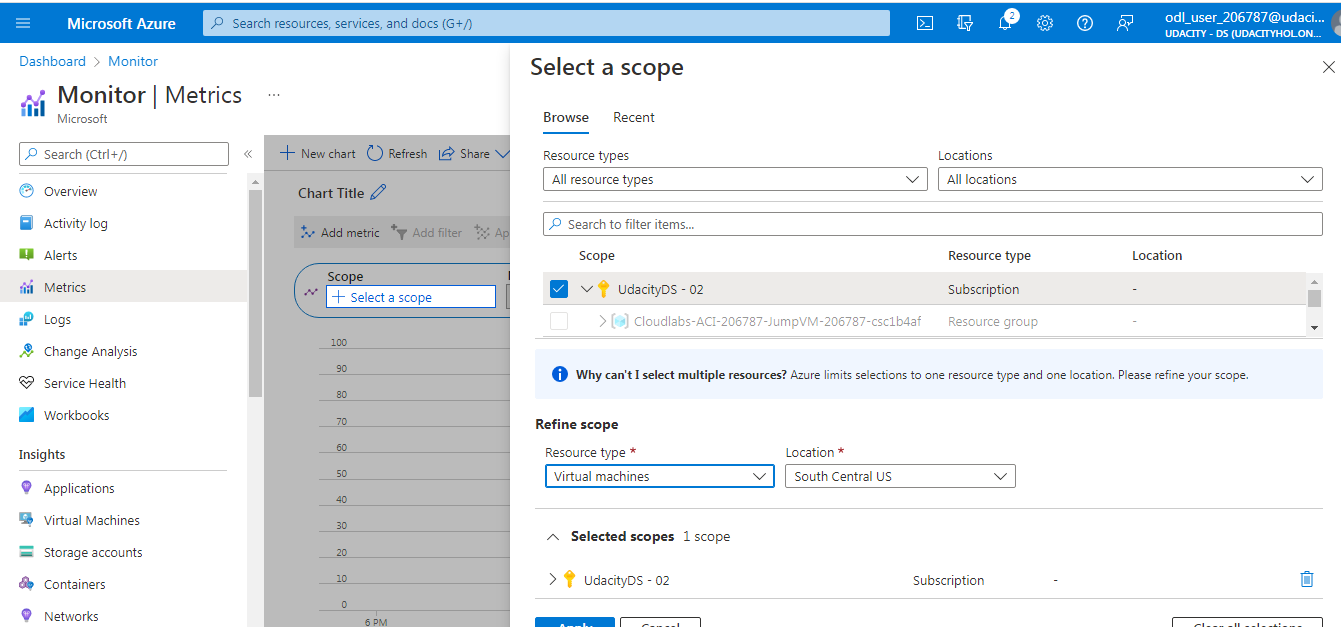 Microsoft Azure
Search resources, services, and docs (G+/)
2
odl_user_206787@udaci...
UDACITY - DS (UDACITYHOL.ON...
Dashboard > Monitor
Monitor | Metrics ...
Microsoft
Search (Ctrl+/)
«
Overview
Activity log
Alerts
Metrics
Logs
Change Analysis
Service Health
Workbooks
Insights
Applications
Virtual Machines
Storage accounts
Containers
Networks
New chart Refresh Share
Chart Title
Add metric Add filter Ap
Scope
Select a scope
100
90
80
70
60
50
40
30
20
10
0
6 PM
Select a scope
Browse Recent
Resource types Locations
All resource types All locations
Search to filter items...
Scope Resource type Location
UdacityDS - 02 Subscription -
Cloudlabs-ACI-206787-JumpVM-206787-csc1b4af Resource group -
Why can't I select multiple resources? Azure limits selections to one resource type and one location. Please refine your scope.
Refine scope
Resource type * Location *
Virtual machines South Central US
Selected scopes 1 scope
UdacityDS - 02 Subscription -
Apply Cancel Clear all selections